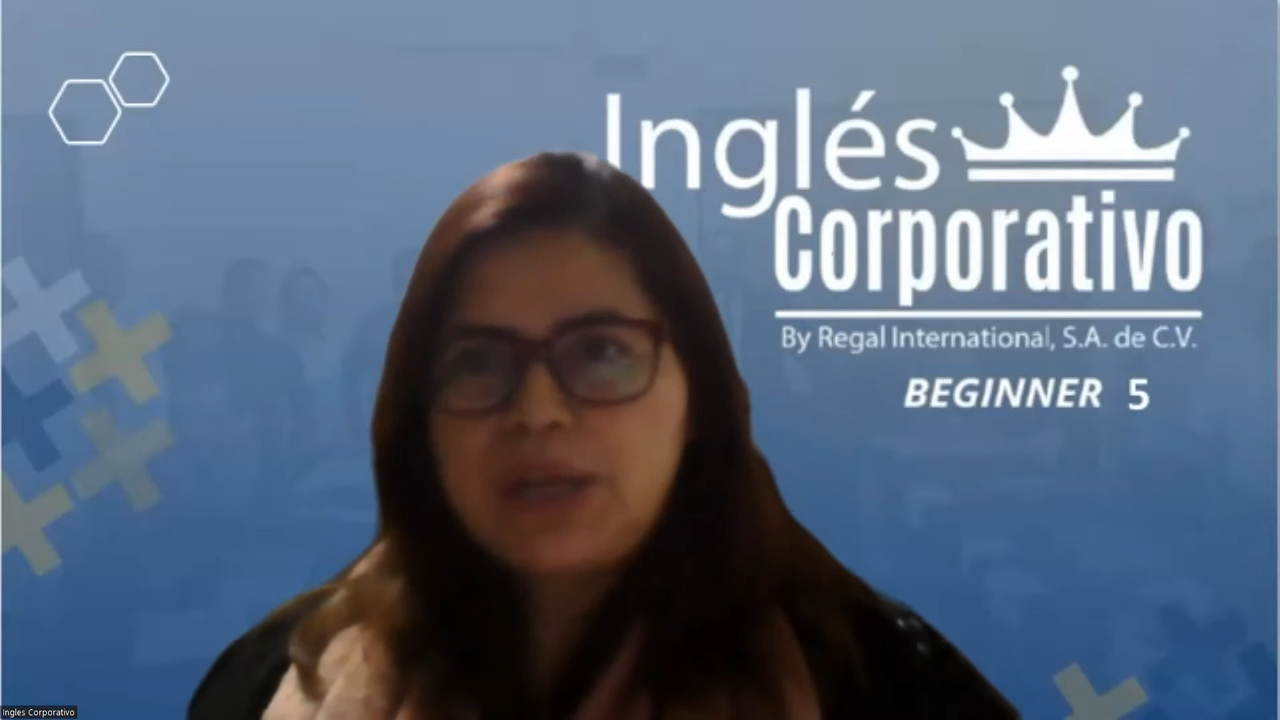 Inglés
Corporativo
By Regal International, S.A. de C.V.
BEGINNER 5
Ingles Corporativo